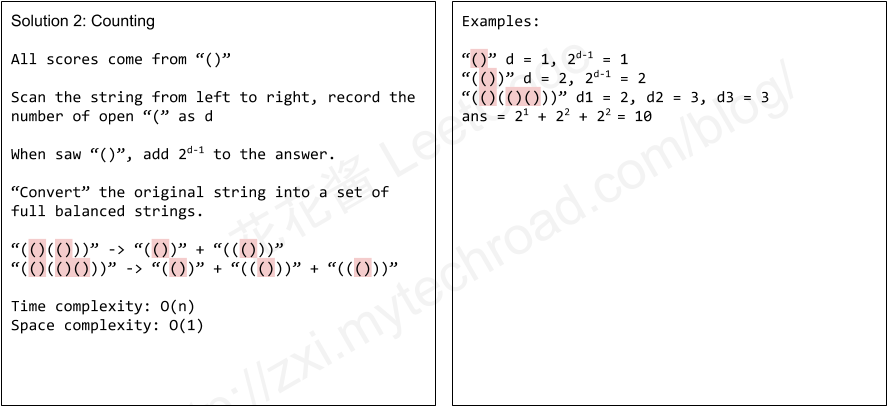 Solution 2: Counting
All scores come from “()”
Scan the string from left to right, record the
number of open “(” as d
When saw “()”, add 2^{d-1} to the answer.
“Convert” the original string into a set of
full balanced strings.
“(()(()))” -> “(())” + “((()))”
“(()(()()))” -> “(())” + “((()))” + “((()))”
Time complexity: O(n)
Space complexity: O(1)
Examples:
“()” d = 1, 2^{d-1} = 1
“(())” d = 2, 2^{d-1} = 2
“(()(()()))” d1 = 2, d2 = 3, d3 = 3
ans = 2^1 + 2^2 + 2^2 = 10
花花酱 LeetCode
http://zxi.mytechroad.com/blog/